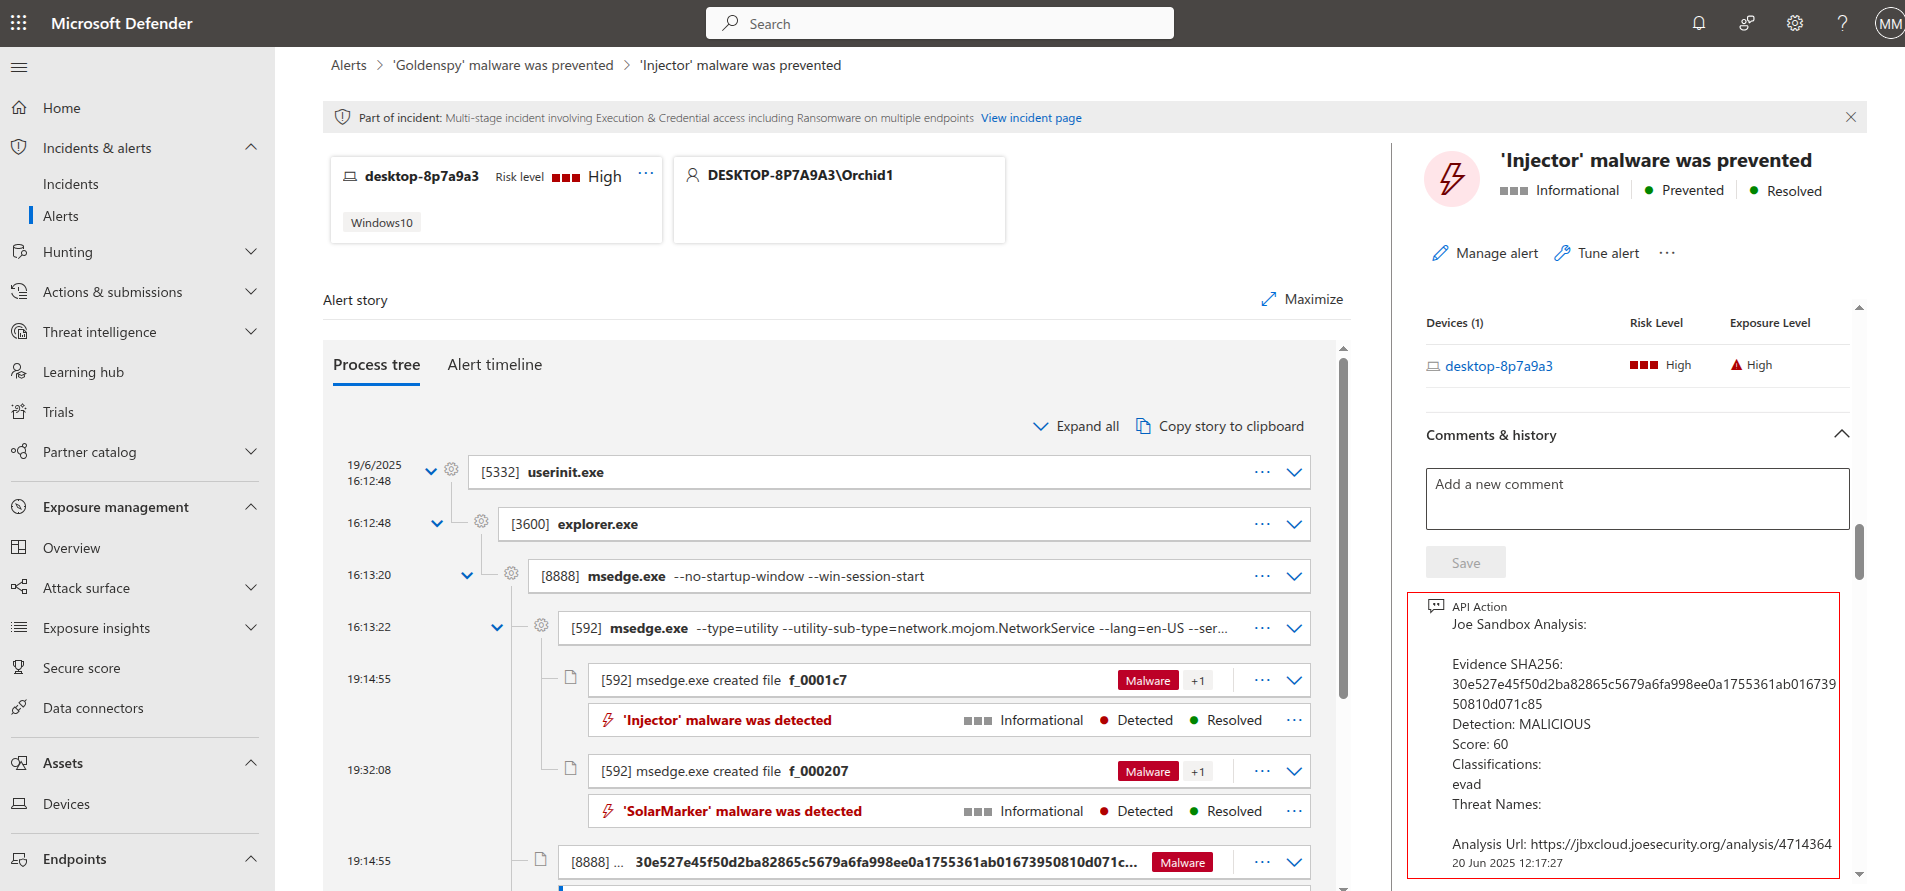 Microsoft Defender
Search
MM
Alerts > 'Goldenspy' malware was prevented > 'Injector' malware was prevented
Home
Incidents & alerts
Incidents
Alerts
Hunting
Actions & submissions
Threat intelligence
Learning hub
Trials
Partner catalog
Exposure management
Overview
Attack surface
Exposure insights
Secure score
Data connectors
Assets
Devices
Endpoints
Part of incident: Multi-stage incident involving Execution & Credential access including Ransomware on multiple endpoints View incident page
desktop-8p7a9a3 Risk level High ...
Windows10
DESKTOP-8P7A9A3\Orchid1
Alert story
Maximize
Process tree
Alert timeline
Expand all
Copy story to clipboard
19/6/2025
16:12:48
[5332] userinit.exe ...
16:12:48
[3600] explorer.exe ...
16:13:20
[8888] msedge.exe --no-startup-window --win-session-start ...
16:13:22
[592] msedge.exe --type=utility --utility-sub-type=network.mojom.NetworkService --lang=en-US --ser... ...
19:14:55
[592] msedge.exe created file f_0001c7 Malware +1 ...
'Injector' malware was detected Informational Detected Resolved ...
19:32:08
[592] msedge.exe created file f_000207 Malware +1 ...
'SolarMarker' malware was detected Informational Detected Resolved ...
19:14:55
[8888] ... 30e527e45f50d2ba82865c5679a6fa998ee0a1755361ab01673950810d071c... Malware ...
'Injector' malware was prevented
Informational Prevented Resolved
Manage alert
Tune alert
...
Devices (1) Risk Level Exposure Level
desktop-8p7a9a3 High High
Comments & history
Add a new comment
Save
API Action
Joe Sandbox Analysis:
Evidence SHA256:
30e527e45f50d2ba82865c5679a6fa998ee0a1755361ab016739
50810d071c85
Detection: MALICIOUS
Score: 60
Classifications:
evad
Threat Names:
Analysis Url: https://jbxcloud.joesecurity.org/analysis/4714364
20 Jun 2025 12:17:27